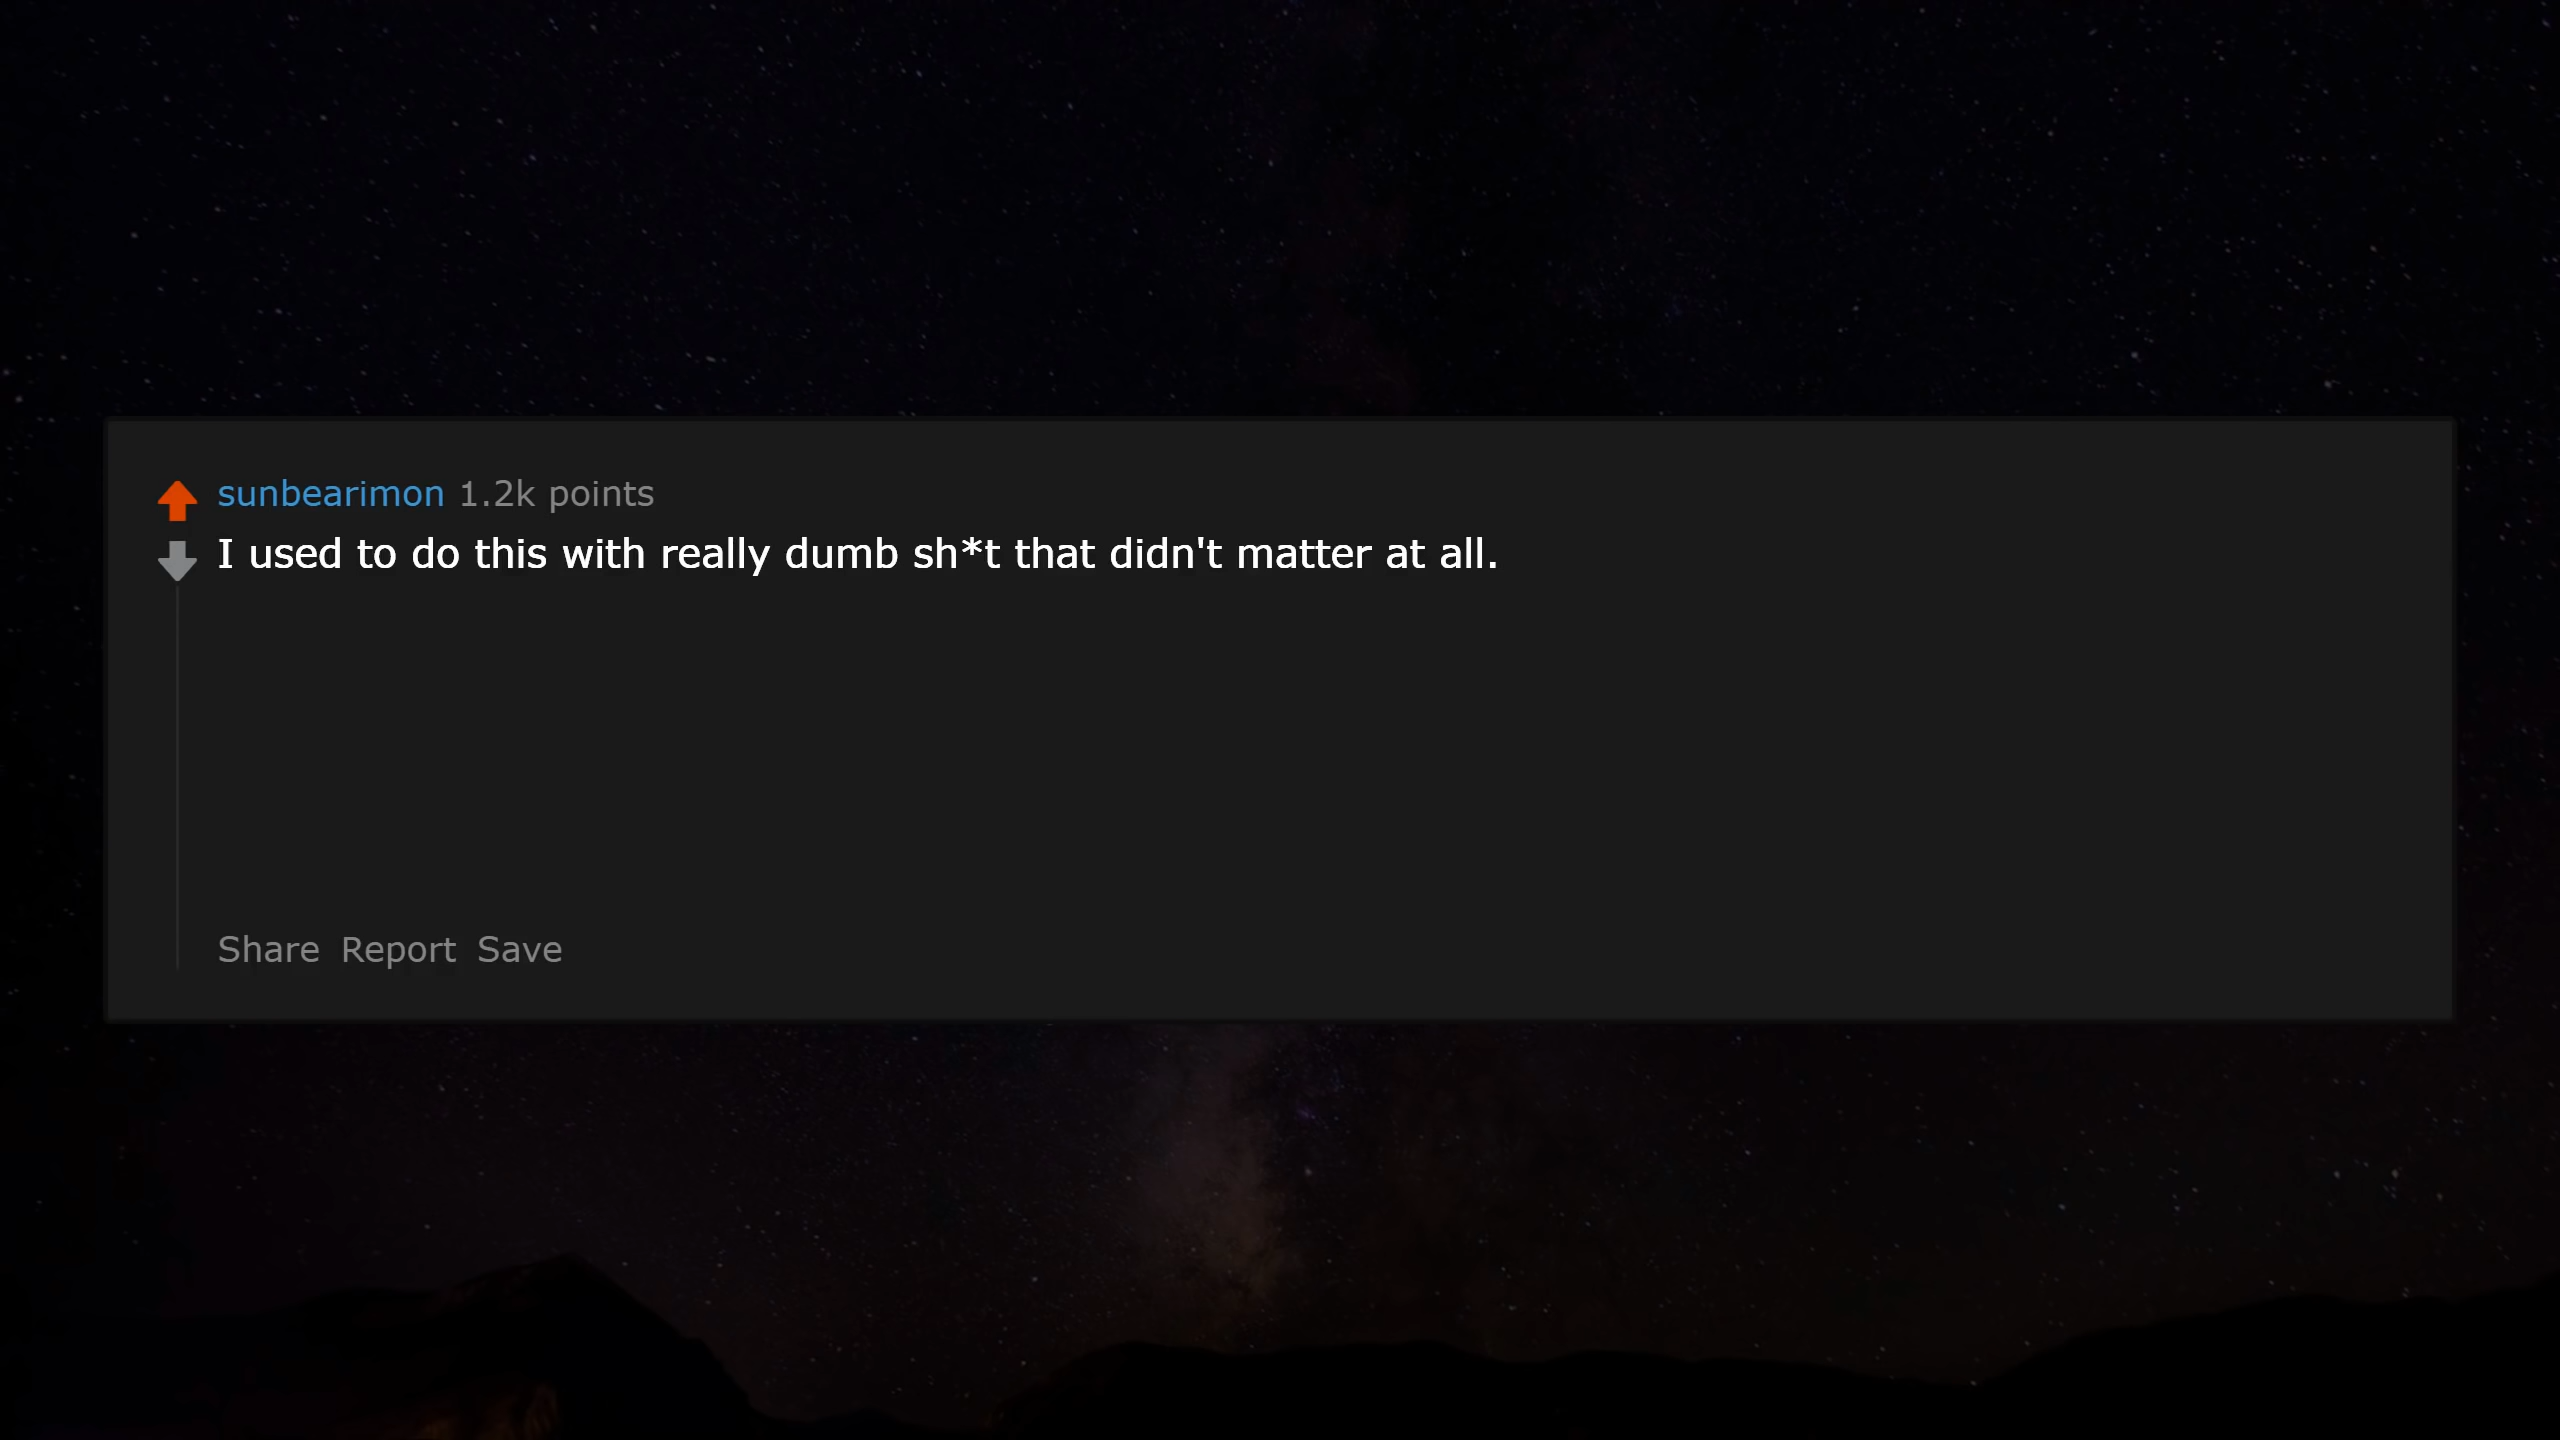 sunbearimon 1.2k points
I used to do this with really dumb sh*t that didn't matter at all.
Share Report Save